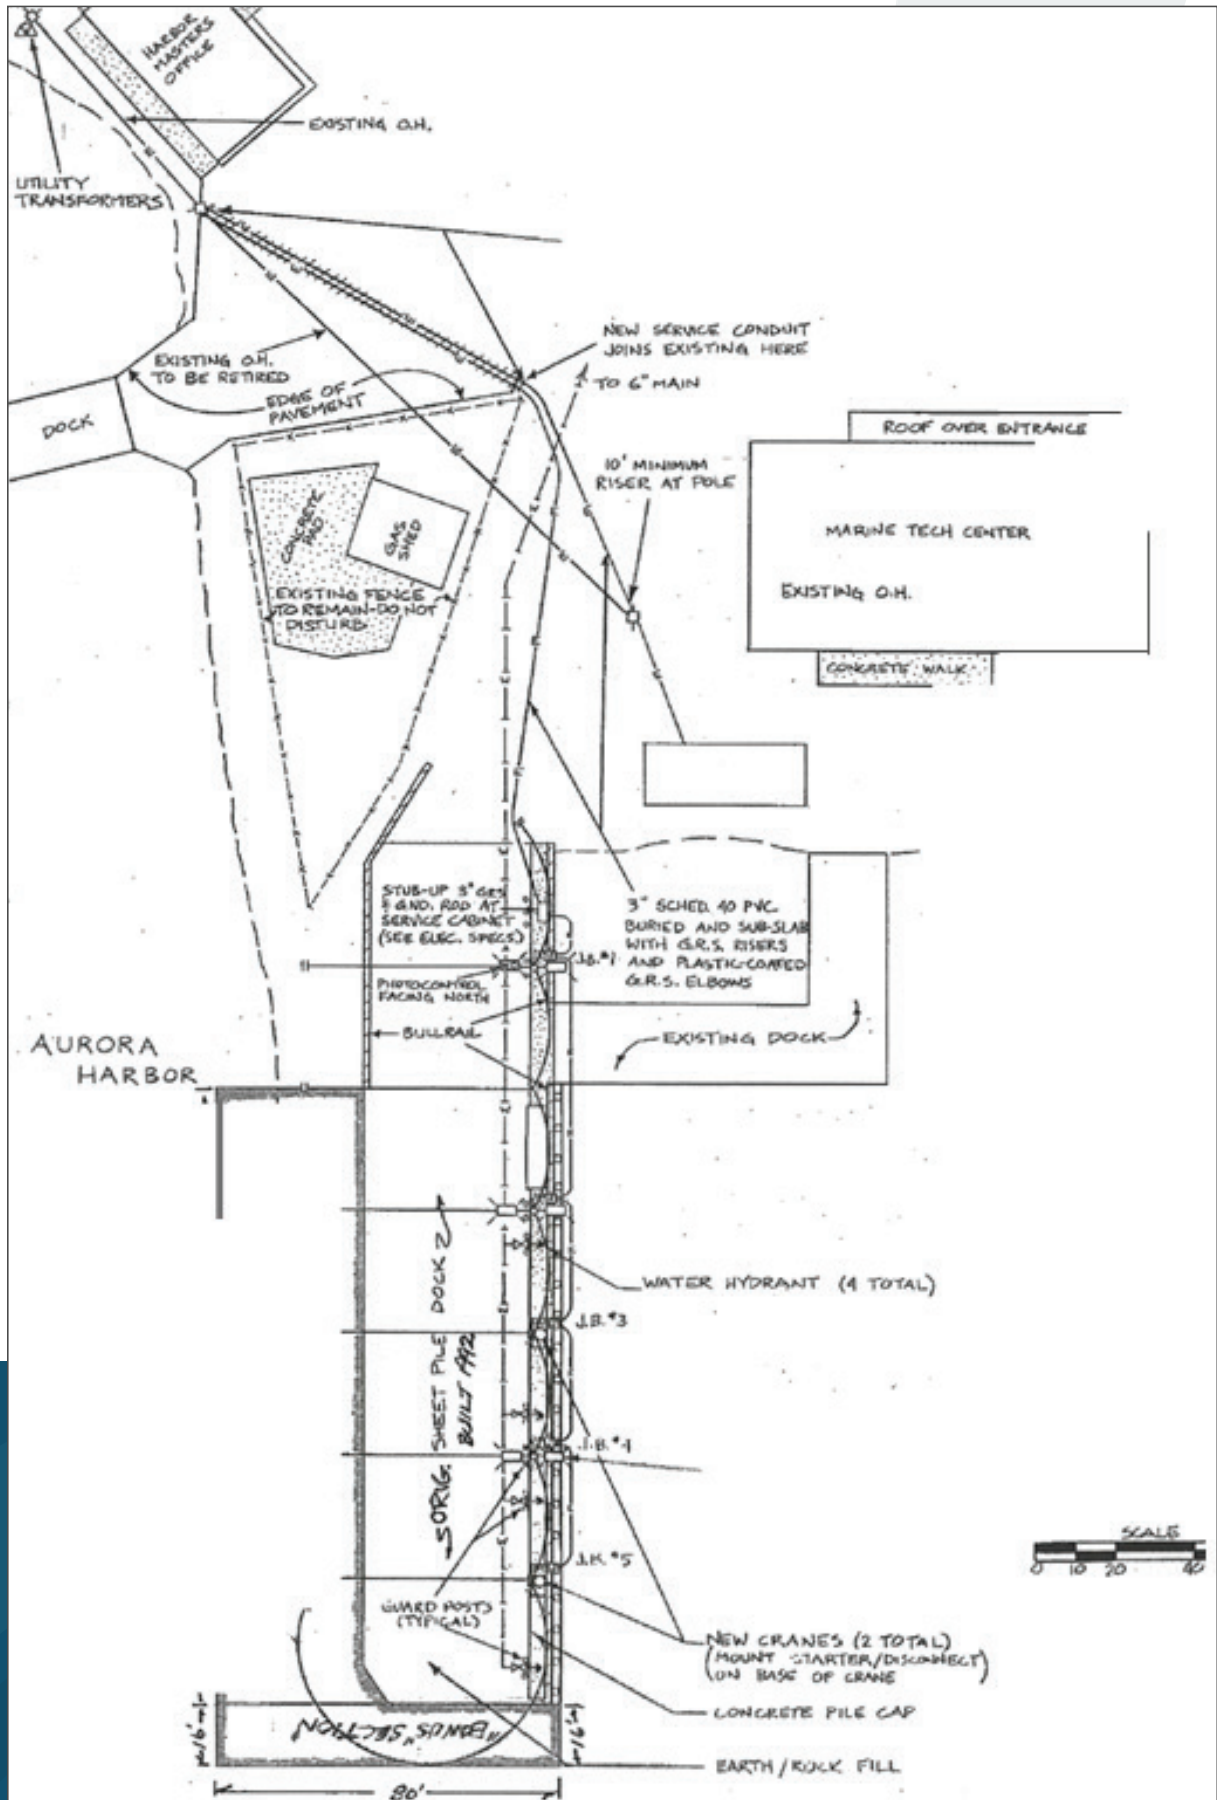 HARBOR
MASTERS
OFFICE
EXISTING O.H.
UTILITY
TRANSFORMERS
NEW SERVICE CONDUIT
JOINS EXISTING HERE
EXISTING O.H.
TO BE RETIRED
TO 6" MAIN
EDGE OF
PAVEMENT
DOCK
ROOF OVER ENTRANCE
10' MINIMUM
RISER AT POLE
CONCRETE
PAD
GAS
SHED
MARINE TECH CENTER
EXISTING O.H.
EXISTING FENCE
TO REMAIN-DO NOT
DISTURB
CONCRETE WALK
STUB-UP 3" GRS
& GND. ROD AT
SERVICE CABINET
(SEE ELEC. SPECS)
3" SCHED. 40 PVC
BURIED AND SUB-SLAB
WITH G.R.S. RISERS
AND PLASTIC-COATED
G.R.S. ELBOWS
J.B. #1
PHOTOCONTROL
FACING NORTH
BULLRAIL
EXISTING DOCK
AURORA
HARBOR
WATER HYDRANT (4 TOTAL)
J.B. #3
ORIG. SHEET PILE DOCK
BUILT 1992
J.B. #4
SCALE
0 10 20 40
#5
GUARD POSTS
(TYPICAL)
NEW CRANES (2 TOTAL)
(MOUNT STARTER/DISCONNECT)
ON BASE OF CRANE
CONCRETE PILE CAP
"BONUS" SECTION
16'
16'
EARTH/ROCK FILL
80'